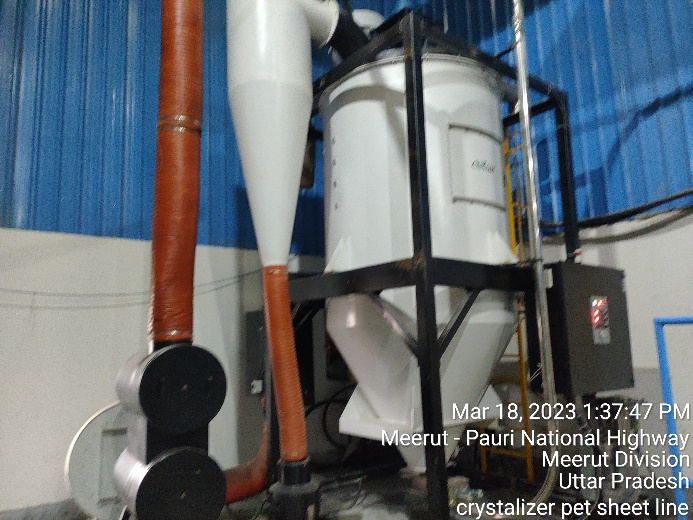 Mar 18, 2023 1:37:47 PM
Meerut - Pauri National Highway
Meerut Division
Uttar Pradesh
crystalizer pet sheet line